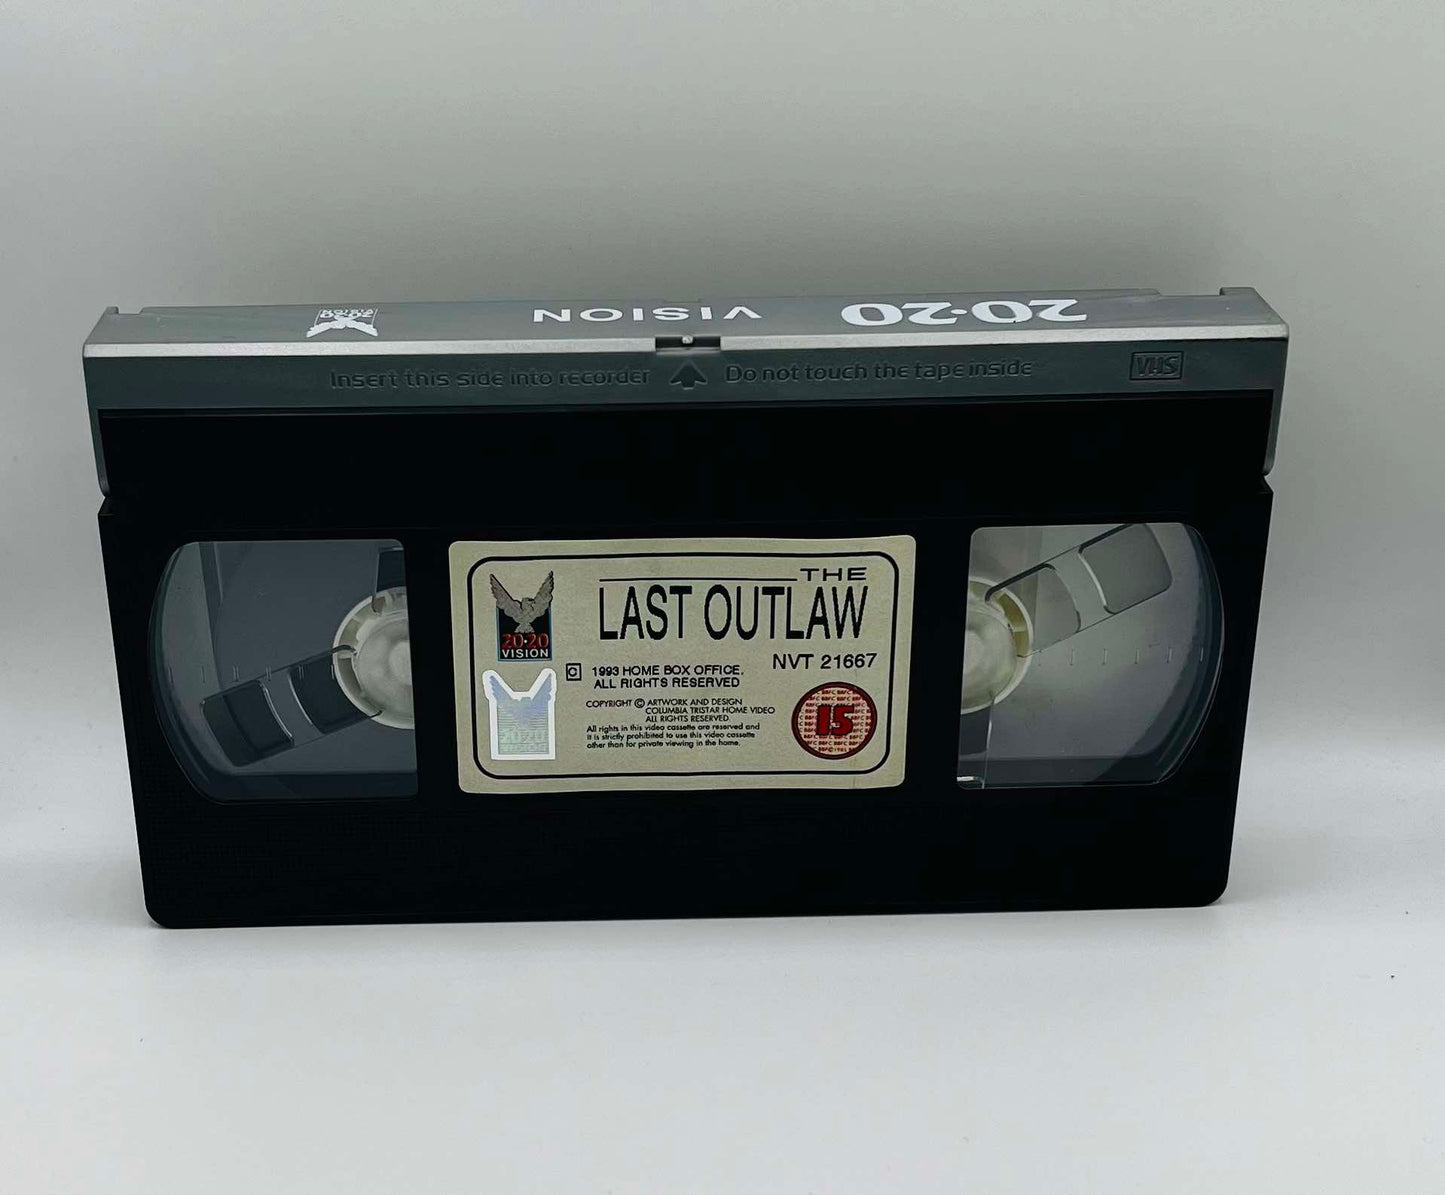 20·20 VISION
Insert this side into recorder Do not touch the tape inside VHS
THE
LAST OUTLAW
20·20
VISION
NVT 21667
C 1993 HOME BOX OFFICE.
ALL RIGHTS RESERVED
COPYRIGHT © ARTWORK AND DESIGN
COLUMBIA TRISTAR HOME VIDEO
ALL RIGHTS RESERVED
All rights in this video cassette are reserved and
it is strictly prohibited to use this video cassette
other than for private viewing in the home.
20·20
VISION
15